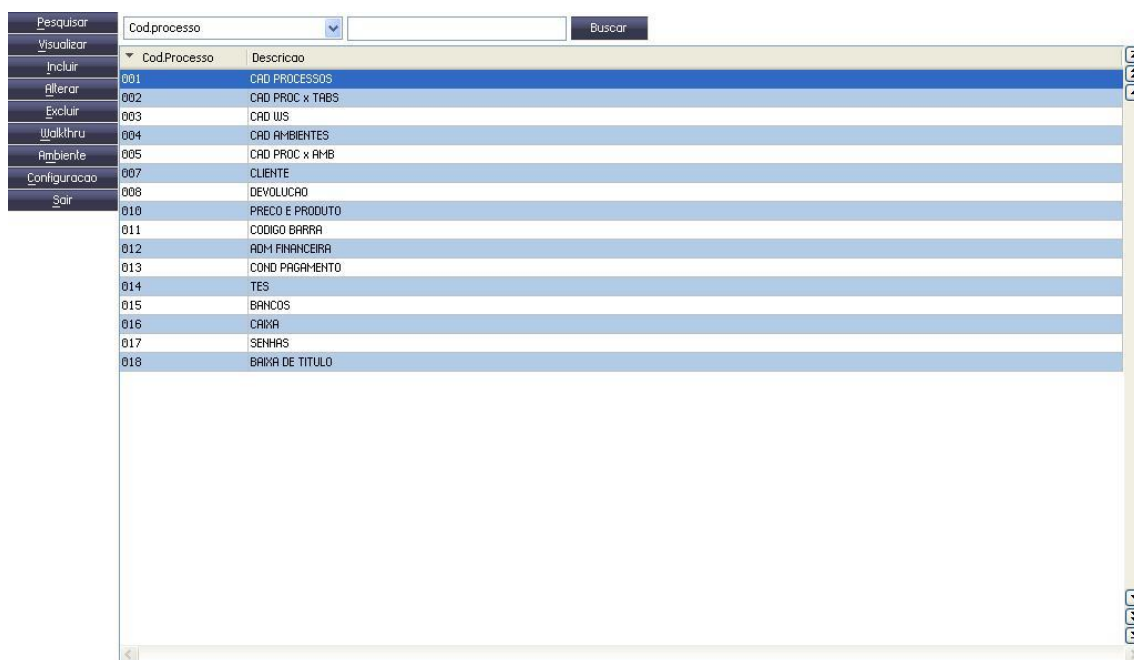 Pesquisar
Visualizar
Incluir
Alterar
Excluir
Walkthru
Ambiente
Configuracao
Sair
Cod.processo Buscar
Cod.Processo Descricao
001 CAD PROCESSOS
002 CAD PROC x TABS
003 CAD WS
004 CAD AMBIENTES
005 CAD PROC x AMB
007 CLIENTE
008 DEVOLUCAO
010 PRECO E PRODUTO
011 CODIGO BARRA
012 ADM FINANCEIRA
013 COND PAGAMENTO
014 TES
015 BANCOS
016 CAIXA
017 SENHAS
018 BAIXA DE TITULO